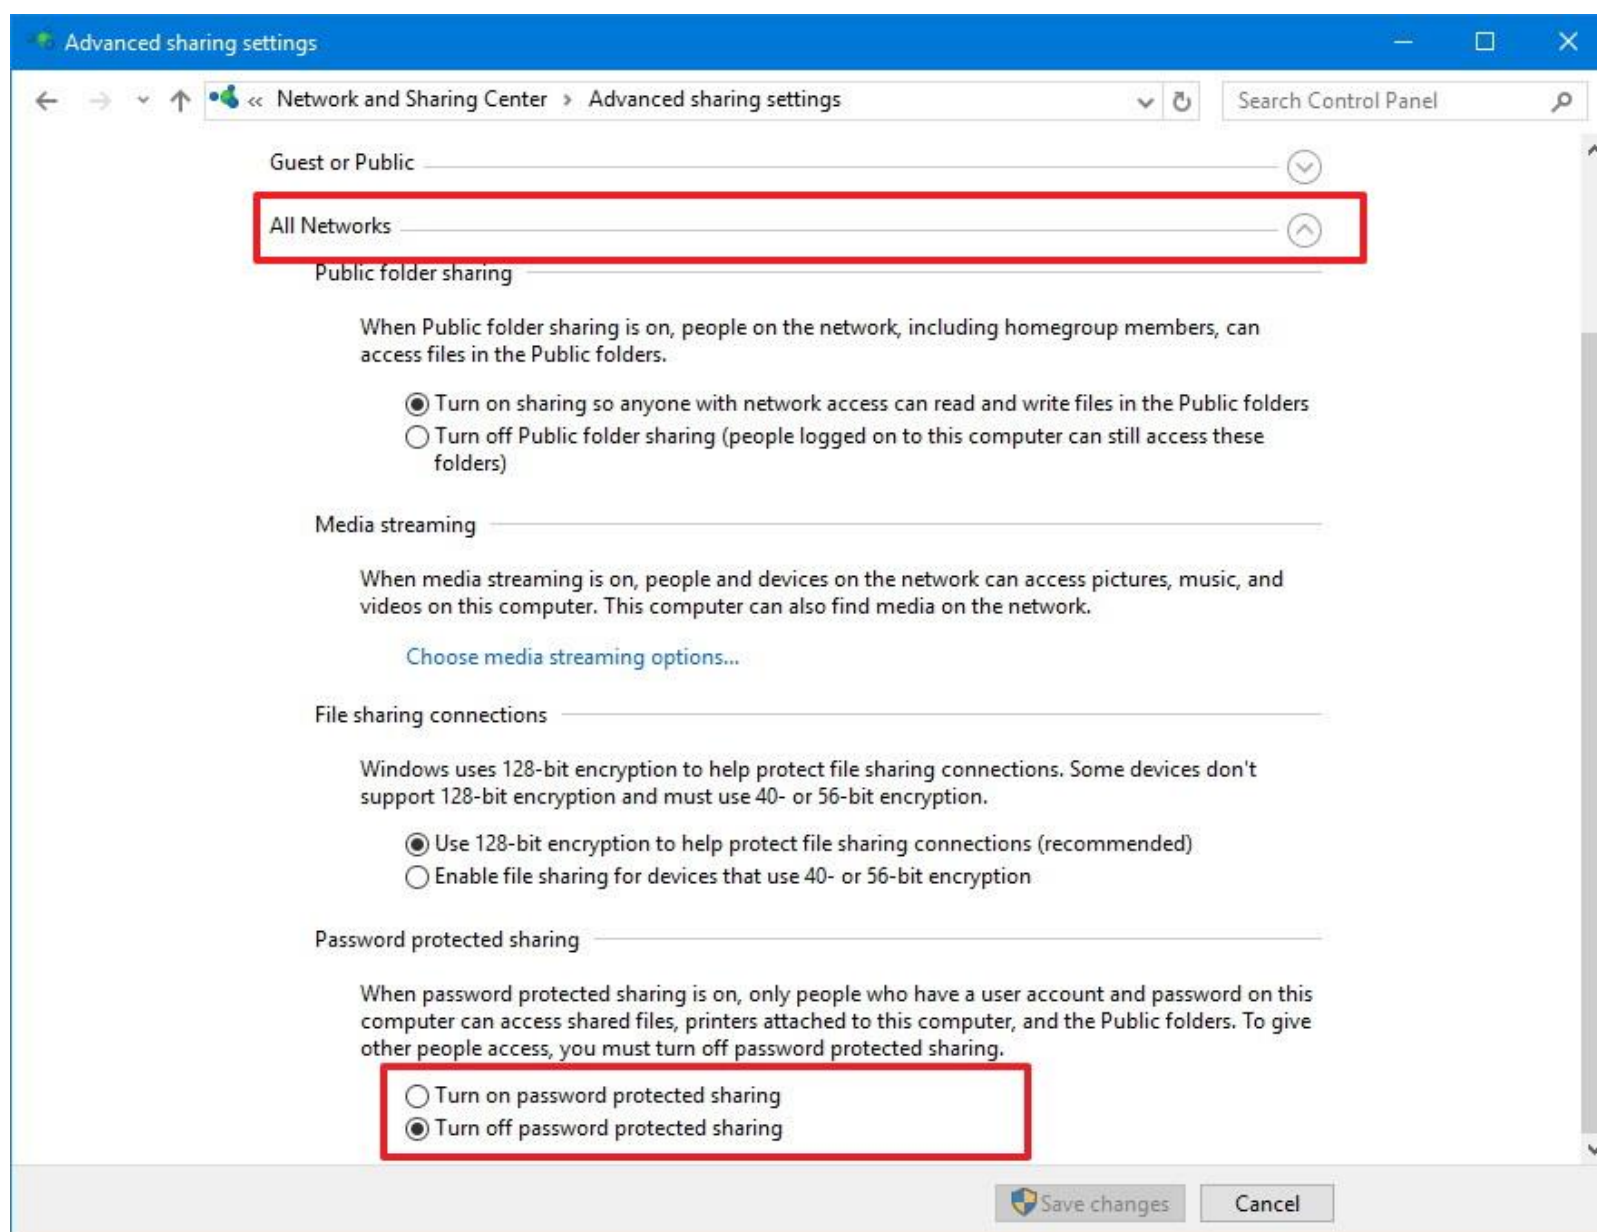 Advanced sharing settings
« Network and Sharing Center › Advanced sharing settings
Search Control Panel
Guest or Public
All Networks
Public folder sharing
When Public folder sharing is on, people on the network, including homegroup members, can
access files in the Public folders.
Turn on sharing so anyone with network access can read and write files in the Public folders
Turn off Public folder sharing (people logged on to this computer can still access these
folders)
Media streaming
When media streaming is on, people and devices on the network can access pictures, music, and
videos on this computer. This computer can also find media on the network.
Choose media streaming options...
File sharing connections
Windows uses 128-bit encryption to help protect file sharing connections. Some devices don't
support 128-bit encryption and must use 40- or 56-bit encryption.
Use 128-bit encryption to help protect file sharing connections (recommended)
Enable file sharing for devices that use 40- or 56-bit encryption
Password protected sharing
When password protected sharing is on, only people who have a user account and password on this
computer can access shared files, printers attached to this computer, and the Public folders. To give
other people access, you must turn off password protected sharing.
Turn on password protected sharing
Turn off password protected sharing
Save changes
Cancel